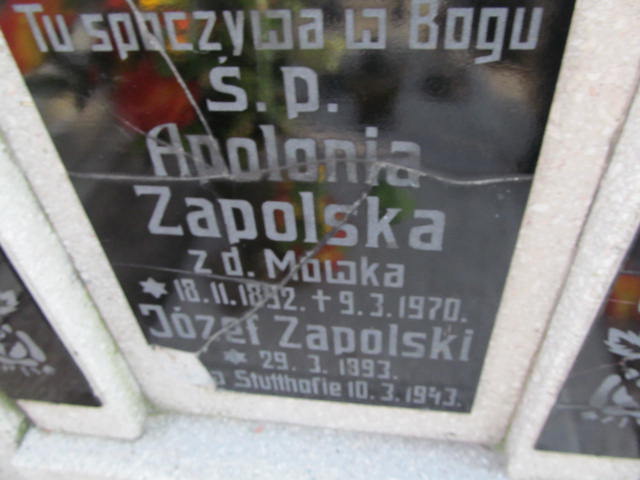 Tu spoczywa w Bogu
Ś. p.
Apolonia
Zapolska
z d. Mówka
* 18.11.1892. + 9.3.1970.
Józef Zapolski
* 29. 3. 1893.
Stutthofie 10.3.1943.